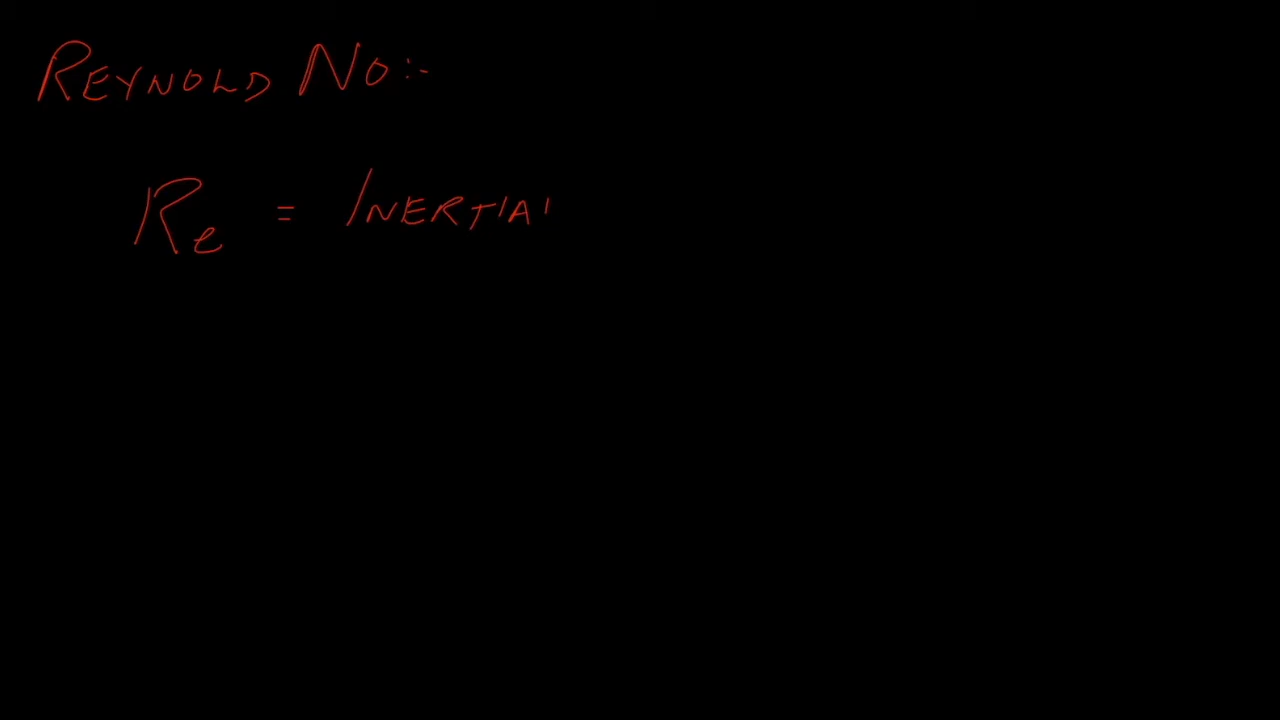 REYNOLD NO:-
Re = INERTIA